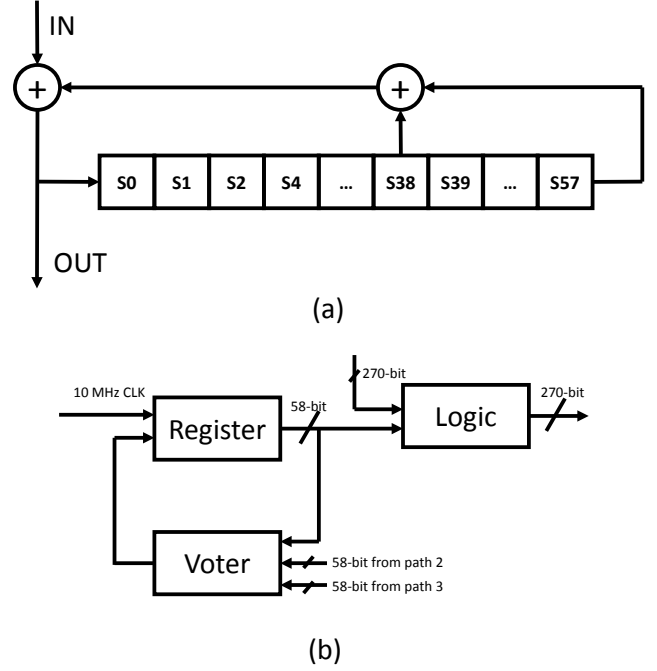 IN
+
+
S0 S1 S2 S4 ... S38 S39 ... S57
OUT
(a)
270-bit
10 MHz CLK
58-bit
270-bit
Register
Logic
Voter
58-bit from path 2
58-bit from path 3
(b)